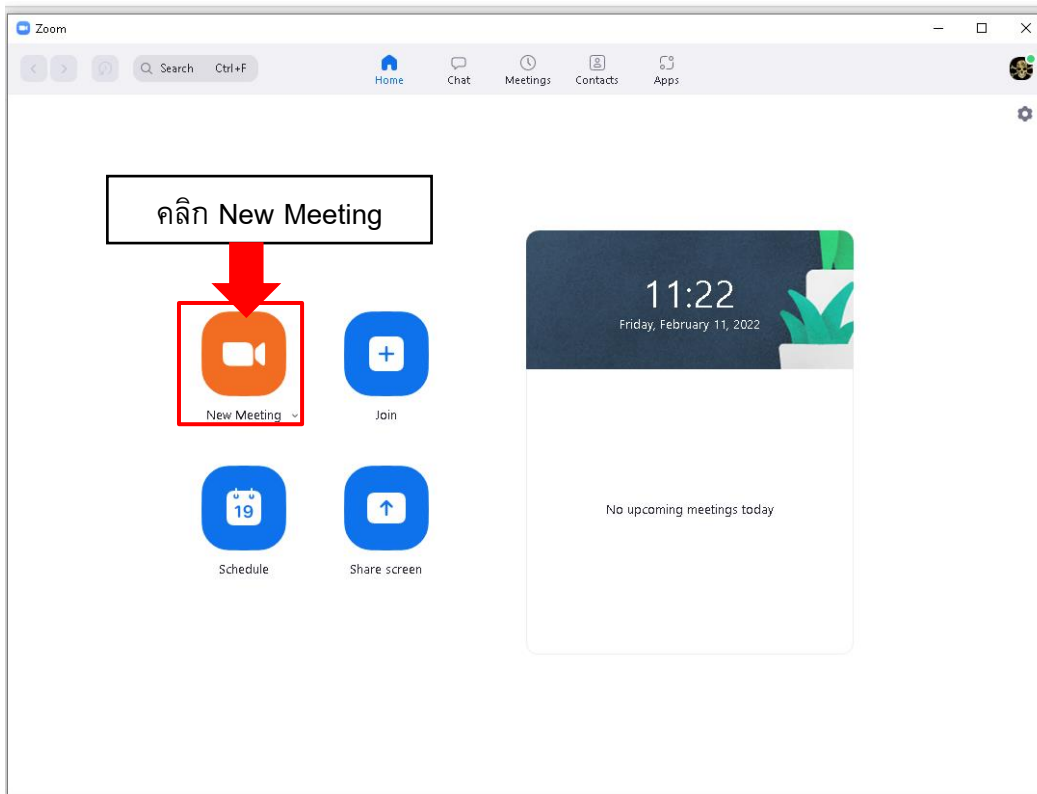 Zoom
Search Ctrl+F
Home Chat Meetings Contacts Apps
คลิก New Meeting
11:22
Friday, February 11, 2022
New Meeting
Join
19
Schedule
Share screen
No upcoming meetings today